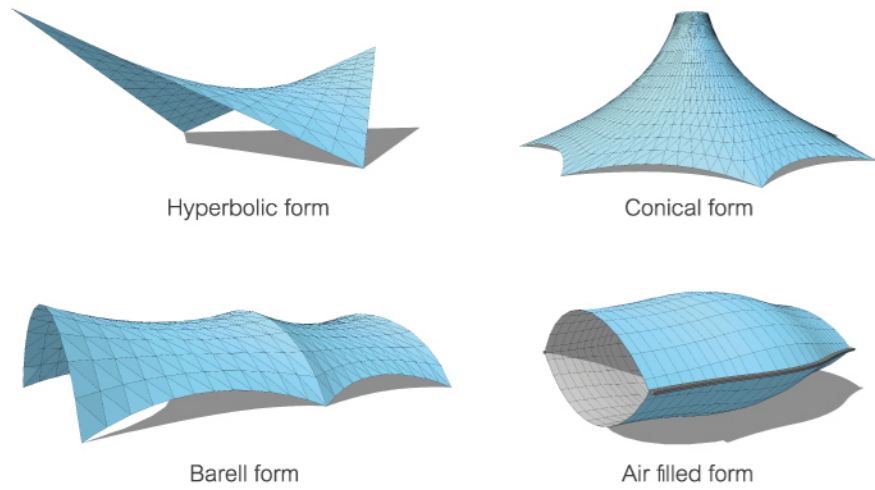 Hyperbolic form
Conical form
Barell form
Air filled form